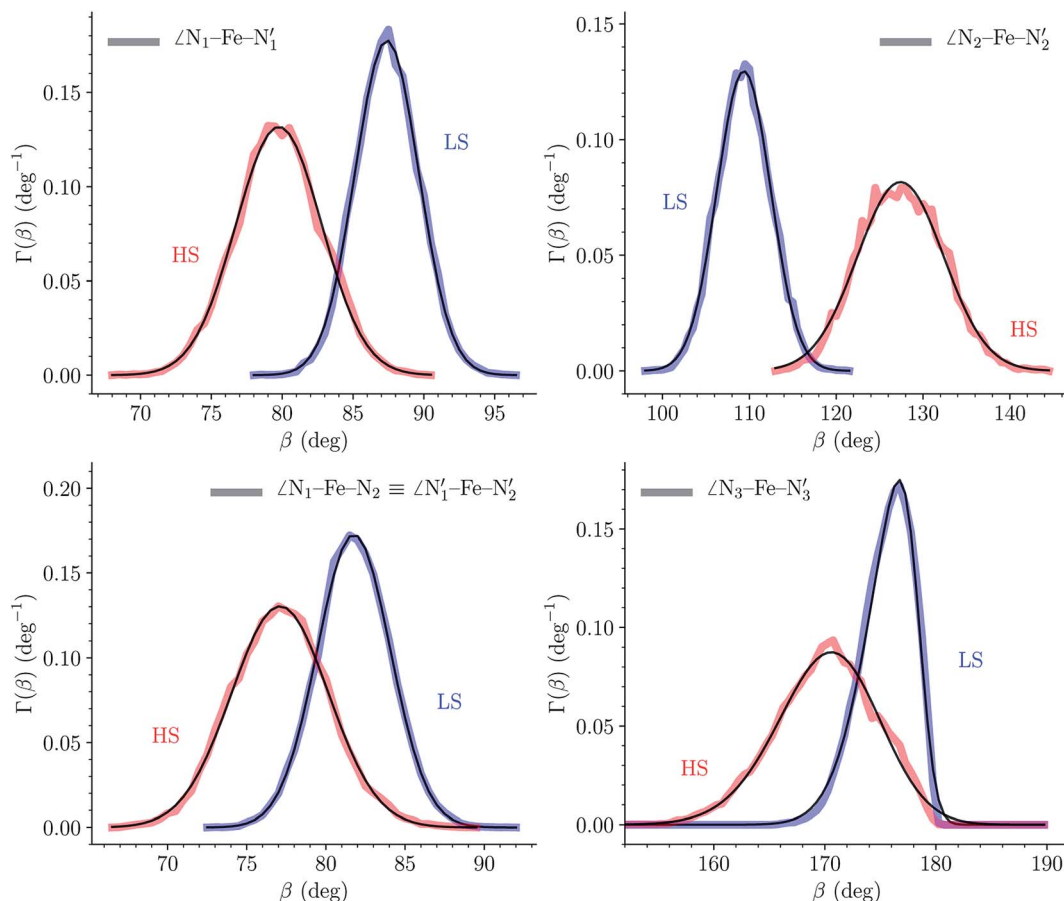 ∠N₁–Fe–N′₁
Γ(β) (deg⁻¹)
0.15
0.10
0.05
0.00
HS
LS
70 75 80 85 90 95
β (deg)
∠N₂–Fe–N′₂
Γ(β) (deg⁻¹)
0.15
0.10
0.05
0.00
LS
HS
100 110 120 130 140
β (deg)
∠N₁–Fe–N₂ ≡ ∠N′₁–Fe–N′₂
Γ(β) (deg⁻¹)
0.20
0.15
0.10
0.05
0.00
HS
LS
70 75 80 85 90
β (deg)
∠N₃–Fe–N′₃
Γ(β) (deg⁻¹)
0.15
0.10
0.05
0.00
LS
HS
160 170 180 190
β (deg)